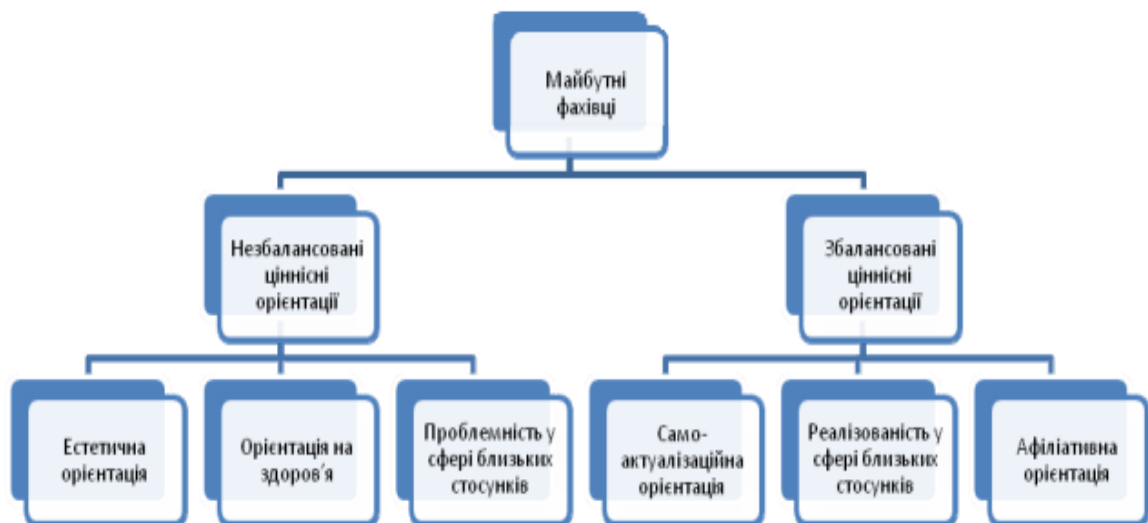 Майбутні
фахівці
Незбалансовані
ціннісні
орієнтації
Збалансовані
ціннісні
орієнтації
Естетична
орієнтація
Орієнтація на
здоров'я
Проблемність у
сфері близьких
стосунків
Само-
актуалізаційна
орієнтація
Реалізованість у
сфері близьких
стосунків
Афіліативна
орієнтація